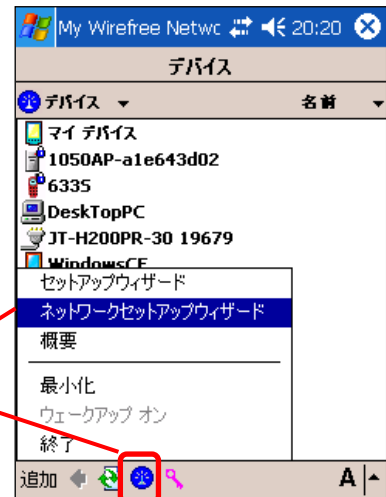 My Wirefree Netwc 20:20
デバイス
デバイス 名前
マイ デバイス
1050AP-a1e643d02
6335
DeskTopPC
JT-H200PR-30 19679
WindowsCE
セットアップウィザード
ネットワークセットアップウィザード
概要
最小化
ウェークアップ オン
終了
追加 A